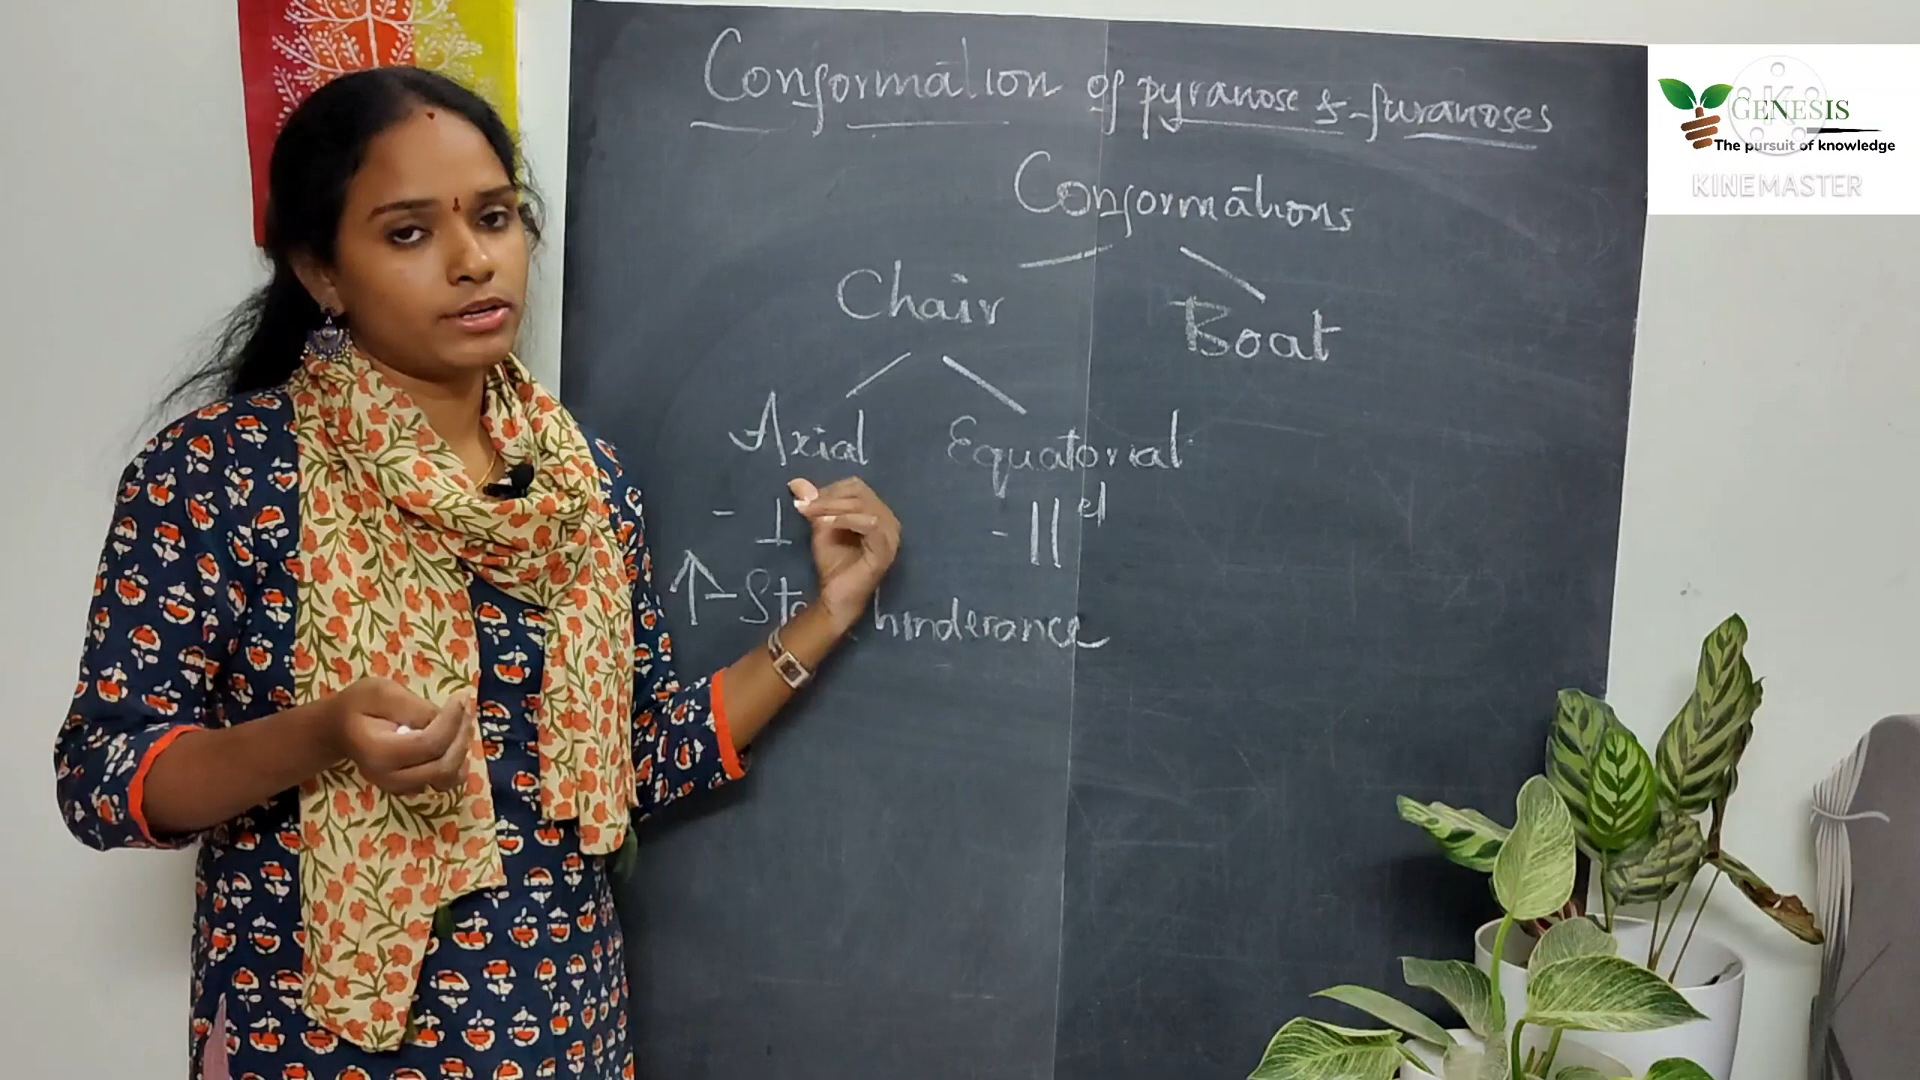 Conformation of pyranose & furanoses
Conformations
Chair
Boat
Axial
Equatorial
- ⊥
- ||el
↑ - hinderance
GENESIS
The pursuit of knowledge
KINEMASTER